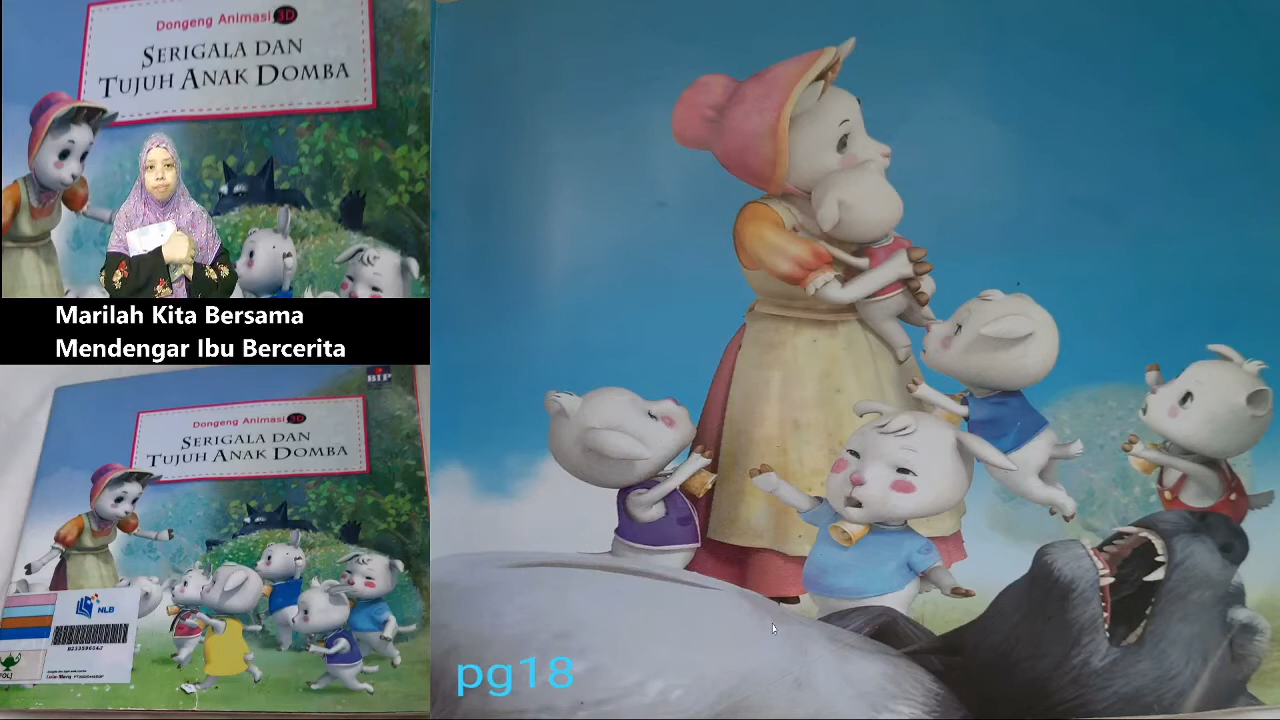 Dongeng Animasi 3D
SERIGALA DAN
TUJUH ANAK DOMBA
Marilah Kita Bersama
Mendengar Ibu Bercerita
BIP
Dongeng Animasi 3D
SERIGALA DAN
TUJUH ANAK DOMBA
NLB
pg18